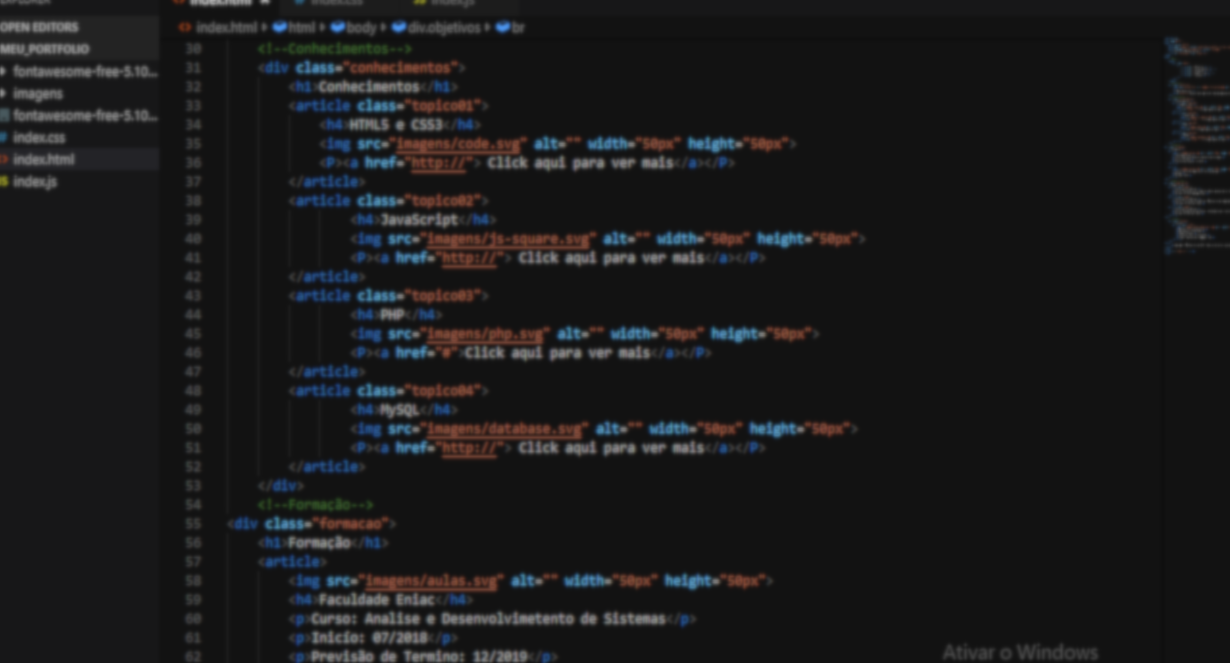 EXPLORER
index.html
index.css
index.js
OPEN EDITORS
index.html html body div.objetivos br
MEU_PORTFOLIO
fontawesome-free-5.10...
imagens
fontawesome-free-5.10...
index.css
index.html
JS index.js
30 <!--Conhecimentos-->
31 <div class="conhecimentos">
32 <h1>Conhecimentos</h1>
33 <article class="topico01">
34 <h4>HTML5 e CSS3</h4>
35 <img src="imagens/code.svg" alt="" width="50px" height="50px">
36 <P><a href="http://"> Click aqui para ver mais</a></P>
37 </article>
38 <article class="topico02">
39 <h4>JavaScript</h4>
40 <img src="imagens/js-square.svg" alt="" width="50px" height="50px">
41 <P><a href="http://"> Click aqui para ver mais</a></P>
42 </article>
43 <article class="topico03">
44 <h4>PHP</h4>
45 <img src="imagens/php.svg" alt="" width="50px" height="50px">
46 <P><a href="#">Click aqui para ver mais</a></P>
47 </article>
48 <article class="topico04">
49 <h4>MySQL</h4>
50 <img src="imagens/database.svg" alt="" width="50px" height="50px">
51 <P><a href="http://"> Click aqui para ver mais</a></P>
52 </article>
53 </div>
54 <!--Formação-->
55 <div class="formacao">
56 <h1>Formação</h1>
57 <article>
58 <img src="imagens/aulas.svg" alt="" width="50px" height="50px">
59 <h4>Faculdade Eniac</h4>
60 <p>Curso: Analise e Desenvolvimetento de Sistemas</p>
61 <p>Inicio: 07/2018</p>
62 <p>Previsão de Termino: 12/2019</p>
Ativar o Windows